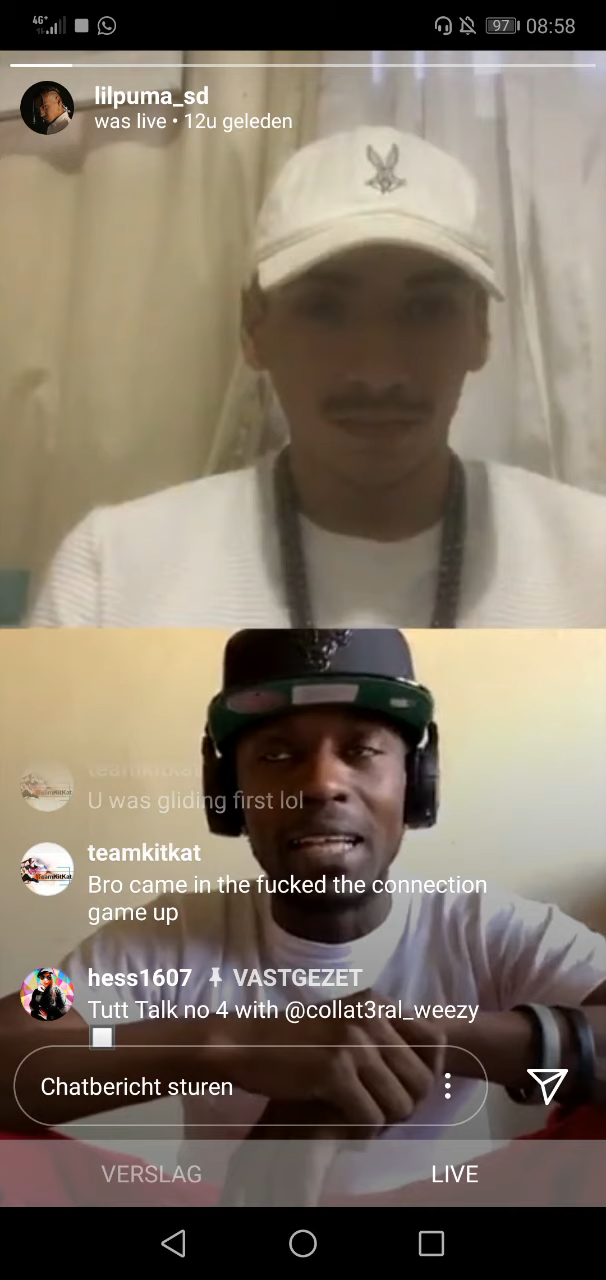 4G+
97
08:58
lilpuma_sd
was live • 12u geleden
teamkitkat
U was gliding first lol
teamkitkat
Bro came in the fucked the connection
game up
hess1607 VASTGEZET
Tutt Talk no 4 with @collat3ral_weezy
Chatbericht sturen
VERSLAG
LIVE